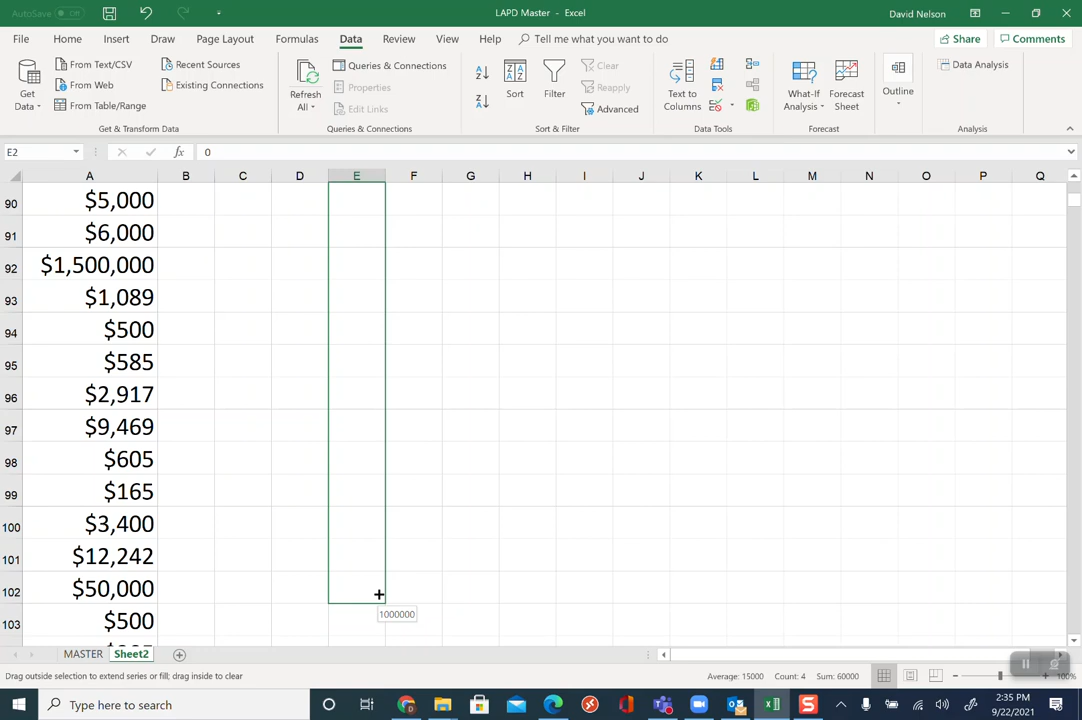 AutoSave Off
LAPD Master - Excel
David Nelson
File Home Insert Draw Page Layout Formulas Data Review View Help Tell me what you want to do Share Comments
Get Data
From Text/CSV
From Web
From Table/Range
Recent Sources
Existing Connections
Get & Transform Data
Refresh All
Queries & Connections
Properties
Edit Links
Queries & Connections
Sort
Filter
Clear
Reapply
Advanced
Sort & Filter
Text to Columns
Data Tools
What-If Analysis
Forecast Sheet
Forecast
Outline
Data Analysis
Analysis
E2 fx 0
A B C D E F G H I J K L M N O P Q
90 $5,000
91 $6,000
92 $1,500,000
93 $1,089
94 $500
95 $585
96 $2,917
97 $9,469
98 $605
99 $165
100 $3,400
101 $12,242
102 $50,000
1000000
103 $500
MASTER Sheet2
Drag outside selection to extend series or fill; drag inside to clear
Average: 15000 Count: 4 Sum: 60000
100%
Type here to search
2:35 PM
9/22/2021